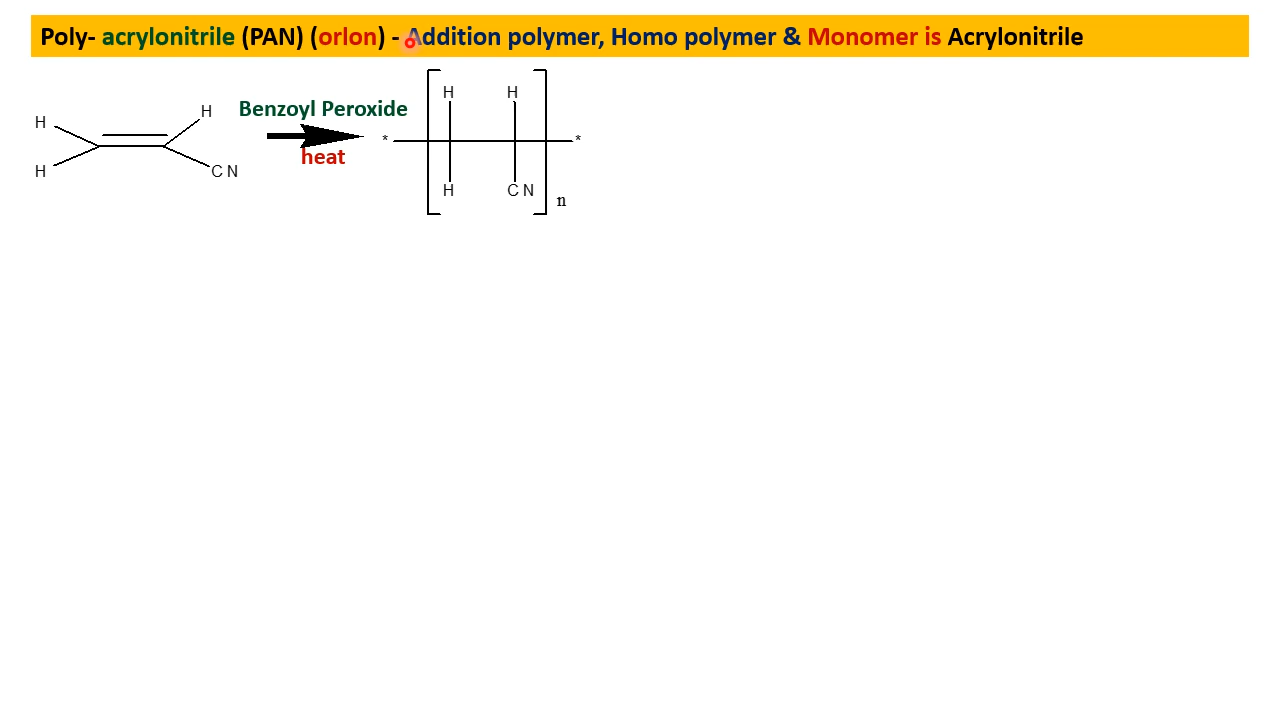 Poly- acrylonitrile (PAN) (orlon) - Addition polymer, Homo polymer & Monomer is Acrylonitrile
H H
H C N
Benzoyl Peroxide
heat
H H
* *
H C N
n